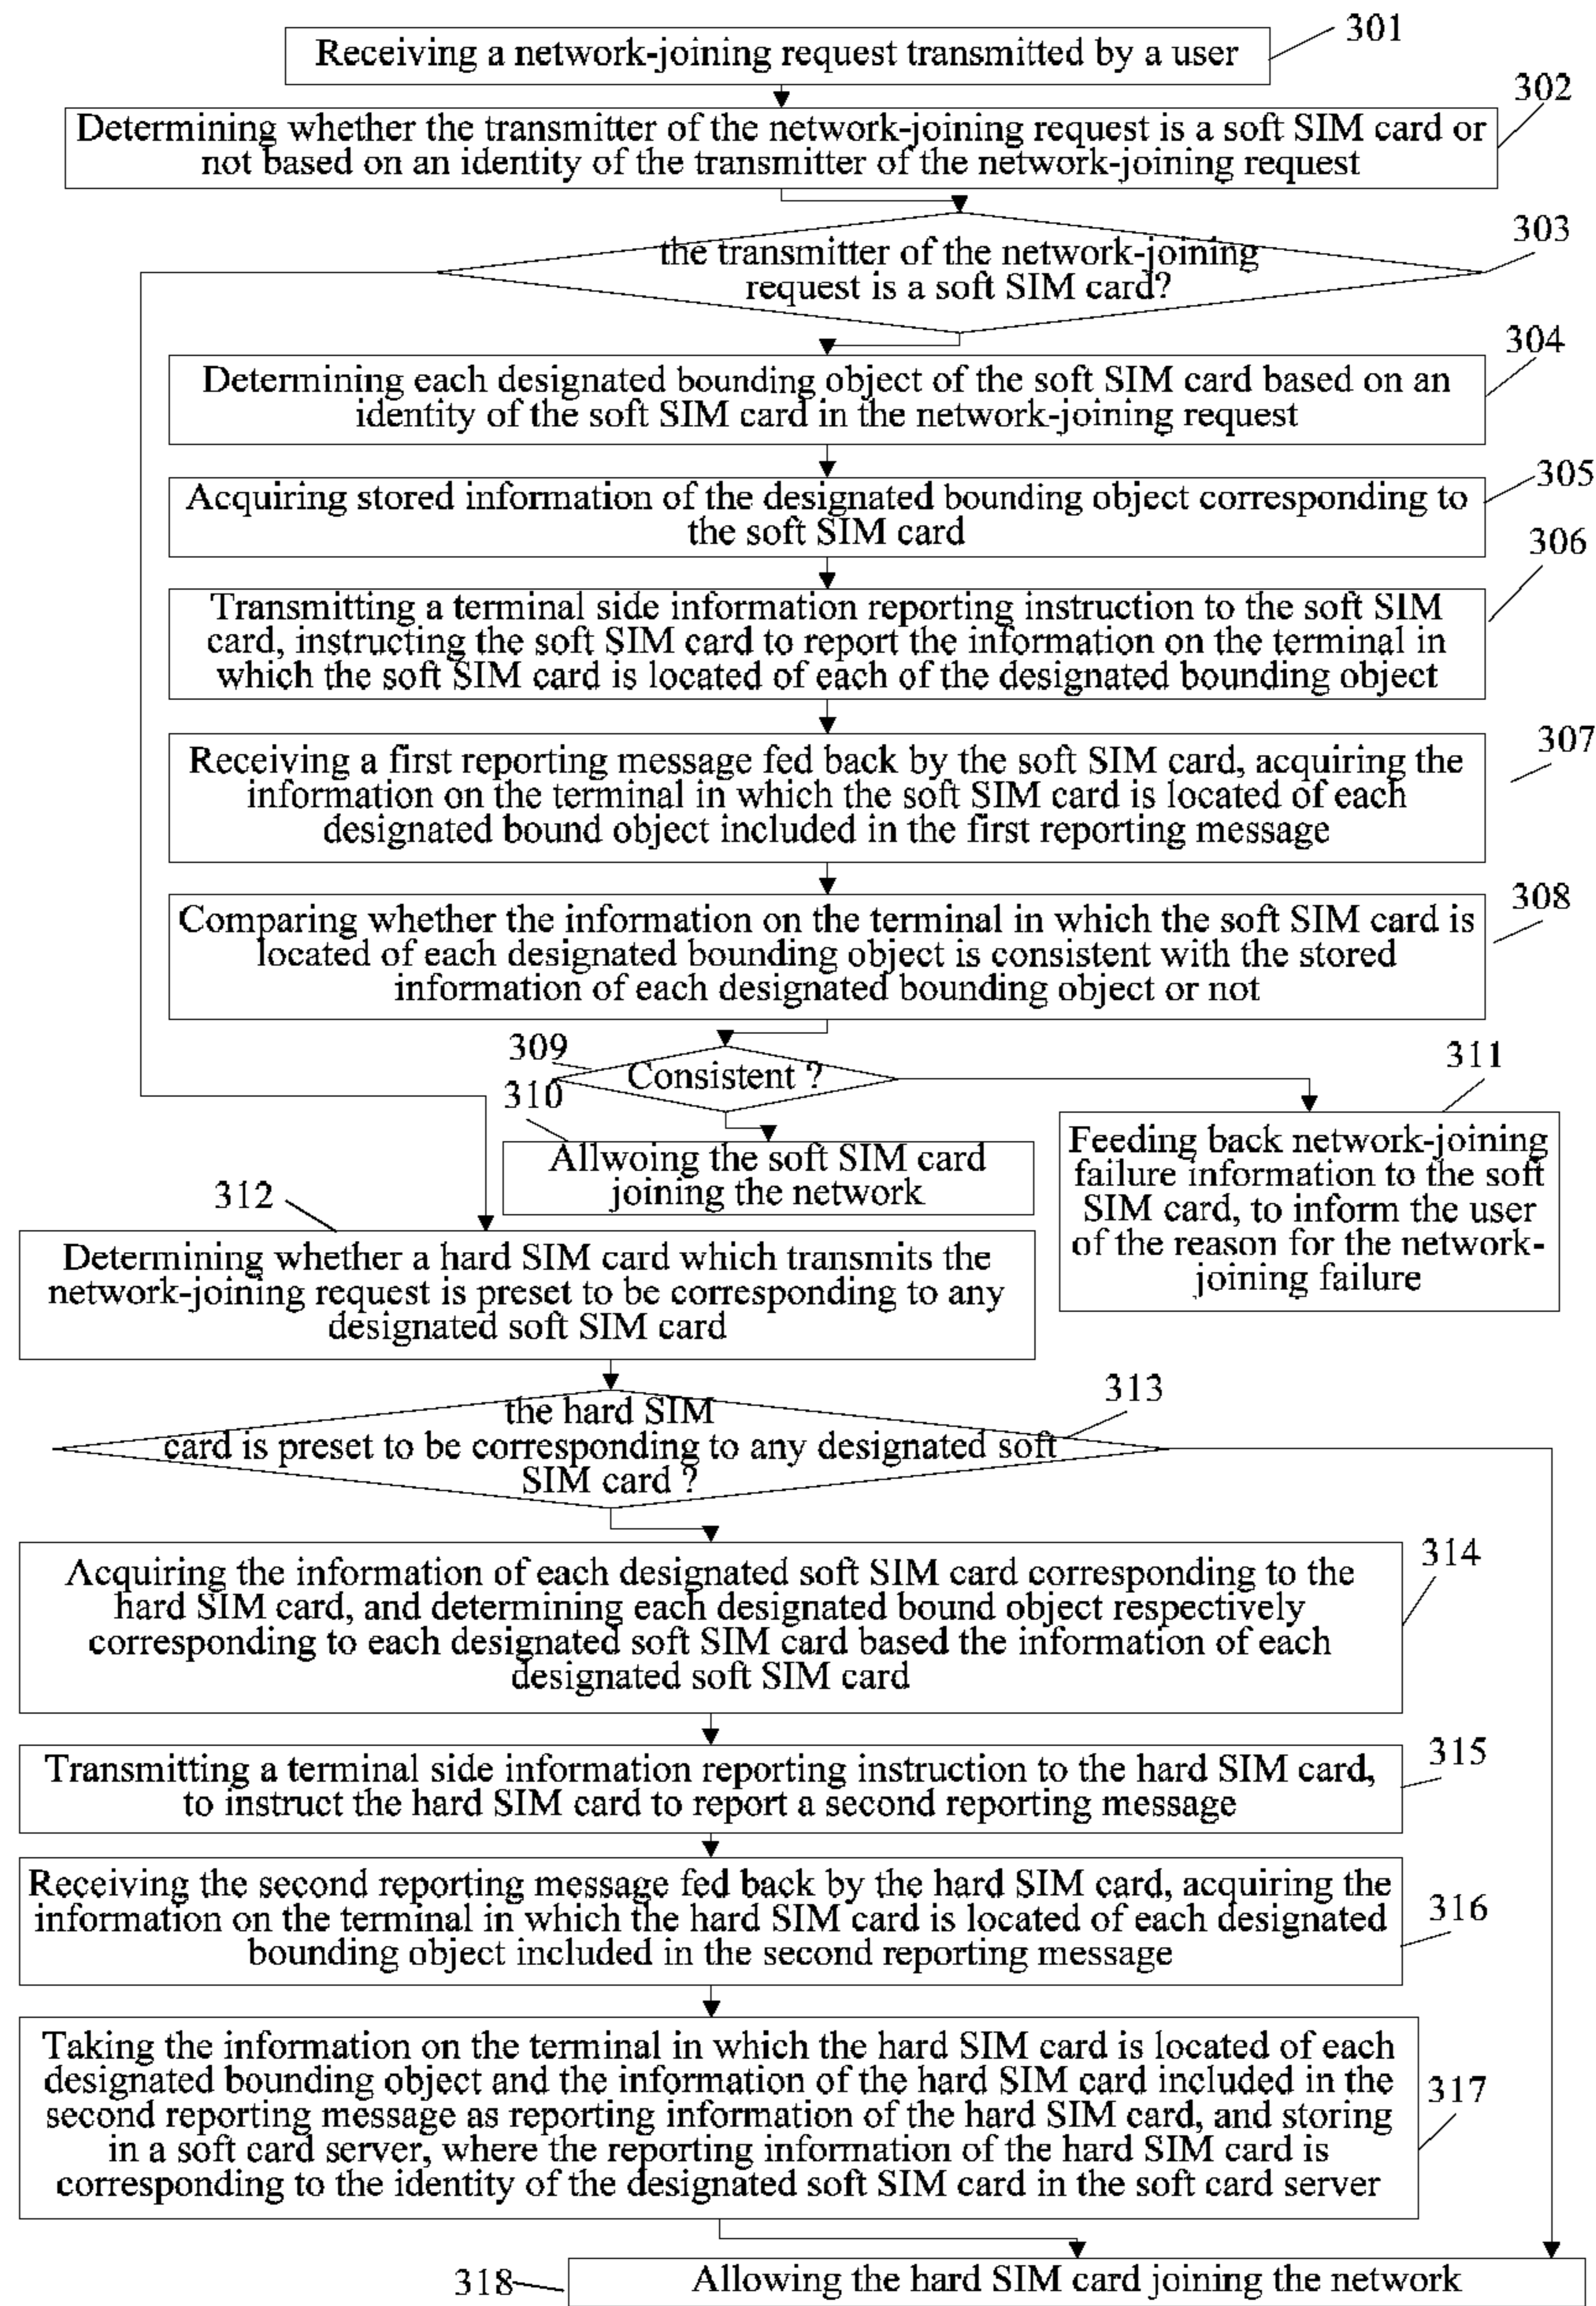 301
Receiving a network-joining request transmitted by a user
302
Determining whether the transmitter of the network-joining request is a soft SIM card or
not based on an identity of the transmitter of the network-joining request
303
the transmitter of the network-joining
request is a soft SIM card?
304
Determining each designated bounding object of the soft SIM card based on an
identity of the soft SIM card in the network-joining request
305
Acquiring stored information of the designated bounding object corresponding to
the soft SIM card
306
Transmitting a terminal side information reporting instruction to the soft SIM
card, instructing the soft SIM card to report the information on the terminal in
which the soft SIM card is located of each of the designated bounding object
307
Receiving a first reporting message fed back by the soft SIM card, acquiring the
information on the terminal in which the soft SIM card is located of each
designated bound object included in the first reporting message
308
Comparing whether the information on the terminal in which the soft SIM card is
located of each designated bounding object is consistent with the stored
information of each designated bounding object or not
309
Consistent ?
310
Allwoing the soft SIM card
joining the network
311
Feeding back network-joining
failure information to the soft
SIM card, to inform the user
of the reason for the network-
joining failure
312
Determining whether a hard SIM card which transmits the
network-joining request is preset to be corresponding to any
designated soft SIM card
313
the hard SIM
card is preset to be corresponding to any designated soft
SIM card ?
314
Acquiring the information of each designated soft SIM card corresponding to the
hard SIM card, and determining each designated bound object respectively
corresponding to each designated soft SIM card based the information of each
designated soft SIM card
315
Transmitting a terminal side information reporting instruction to the hard SIM card,
to instruct the hard SIM card to report a second reporting message
316
Receiving the second reporting message fed back by the hard SIM card, acquiring the
information on the terminal in which the hard SIM card is located of each designated
bounding object included in the second reporting message
317
Taking the information on the terminal in which the hard SIM card is located of each
designated bounding object and the information of the hard SIM card included in the
second reporting message as reporting information of the hard SIM card, and storing
in a soft card server, where the reporting information of the hard SIM card is
corresponding to the identity of the designated soft SIM card in the soft card server
318
Allowing the hard SIM card joining the network